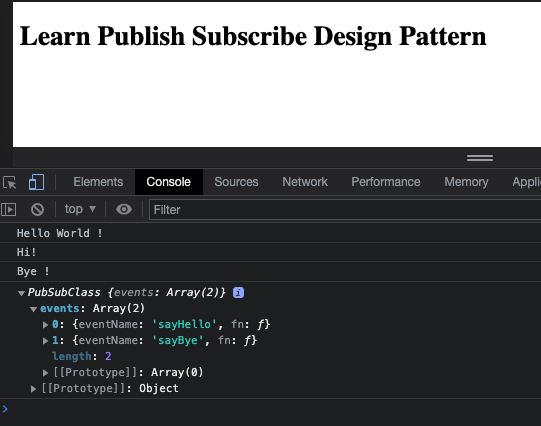 Learn Publish Subscribe Design Pattern
Elements Console Sources Network Performance Memory Appli
top ▼ Filter
Hello World !
Hi!
Bye !
▼PubSubClass {events: Array(2)} i
▼events: Array(2)
▶0: {eventName: 'sayHello', fn: ƒ}
▶1: {eventName: 'sayBye', fn: ƒ}
length: 2
▶[[Prototype]]: Array(0)
▶[[Prototype]]: Object
>